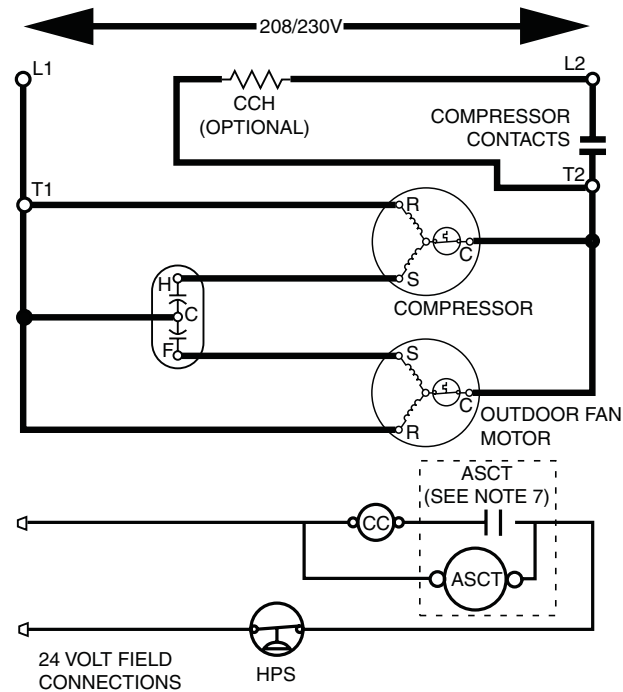 208/230V
L1
L2
CCH
(OPTIONAL)
COMPRESSOR
CONTACTS
T1
T2
R
C
S
COMPRESSOR
H
C
F
S
C
R
OUTDOOR FAN
MOTOR
ASCT
(SEE NOTE 7)
CC
ASCT
24 VOLT FIELD
CONNECTIONS
HPS